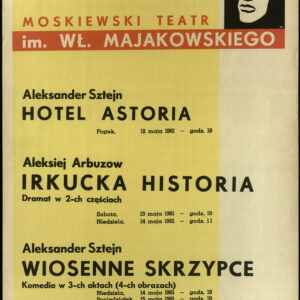 MOSKIEWSKI TEATR
im. WŁ. MAJAKOWSKIEGO
Aleksander Sztejn
HOTEL ASTORIA
Piątek, 12 maja 1961 — godz. 19
Aleksiej Arbuzow
IRKUCKA HISTORIA
Dramat w 2-ch częściach
Sobota, 13 maja 1961 — godz. 19
Niedziela, 14 maja 1961 — godz. 11
Aleksander Sztejn
WIOSENNE SKRZYPCE
Komedia w 3-ch aktach (4-ch obrazach)
Niedziela, 14 maja 1961 — godz. 19
Poniedziałek, 15 maja 1961 — godz. 19